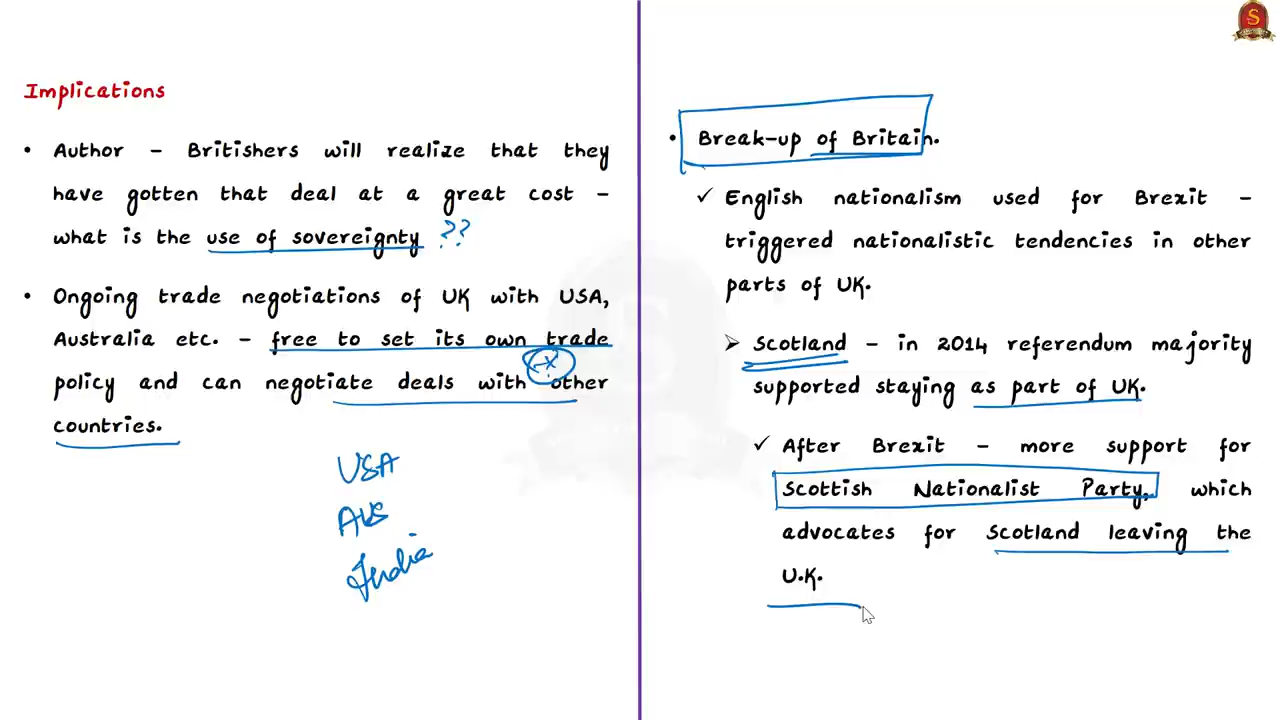 Implications
• Author – Britishers will realize that they
have gotten that deal at a great cost –
what is the use of sovereignty ??
• Ongoing trade negotiations of UK with USA,
Australia etc. – free to set its own trade
policy and can negotiate deals with other
countries.
USA
AUS
India
• Break-up of Britain.
✓ English nationalism used for Brexit –
triggered nationalistic tendencies in other
parts of UK.
➢ Scotland – in 2014 referendum majority
supported staying as part of UK.
✓ After Brexit – more support for
Scottish Nationalist Party, which
advocates for Scotland leaving the
U.K.